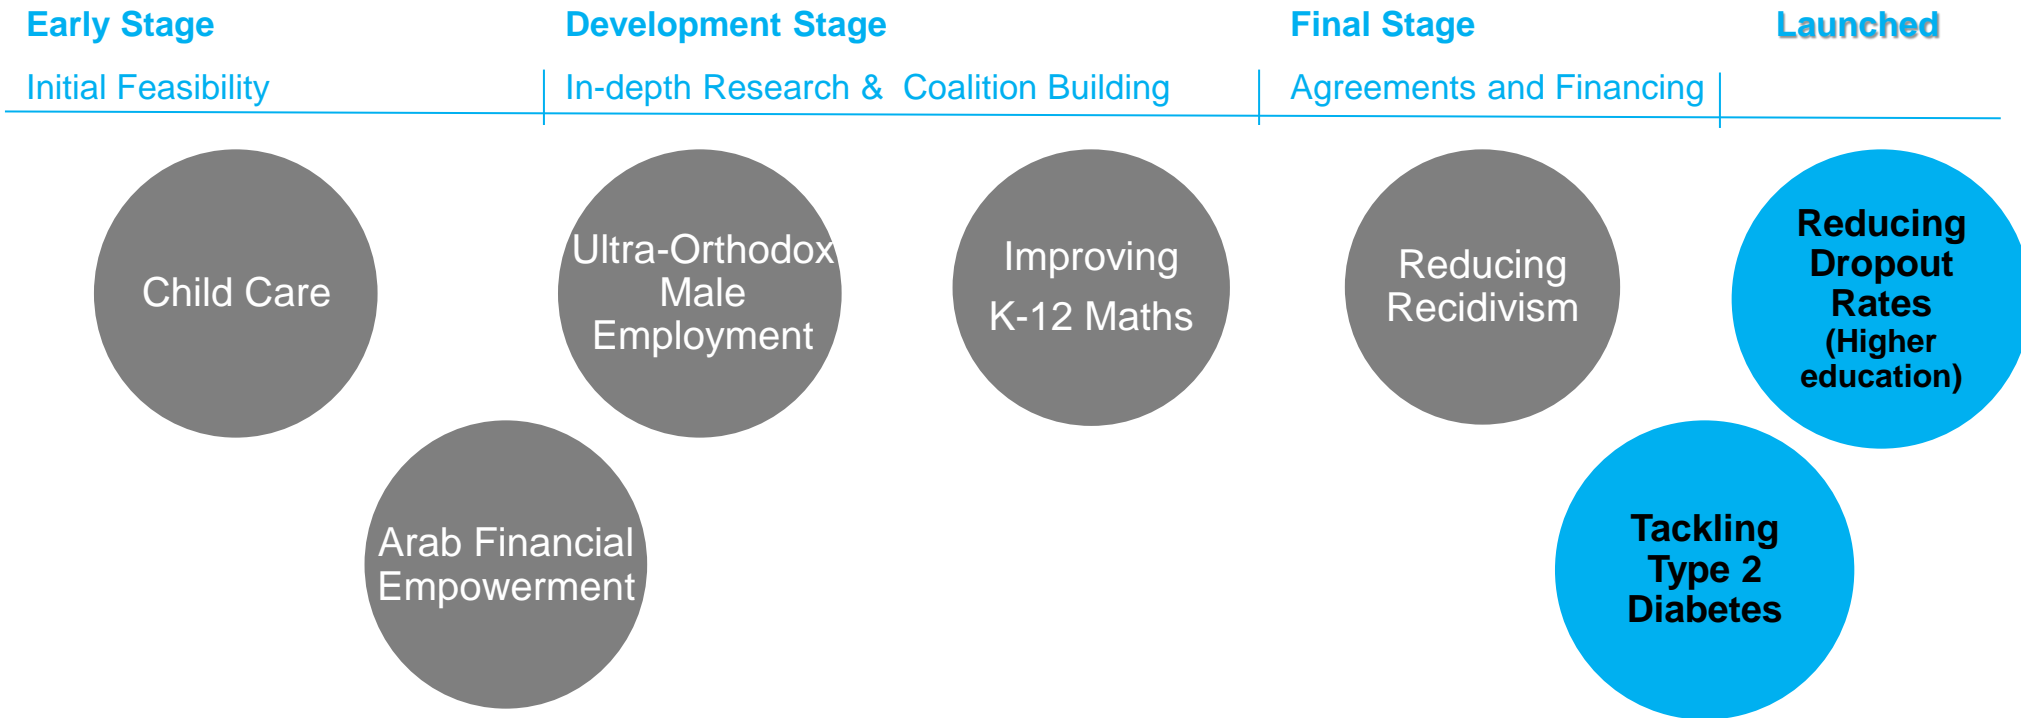 Early Stage
Development Stage
Final Stage
Launched
Initial Feasibility
In-depth Research & Coalition Building
Agreements and Financing
Child Care
Ultra-Orthodox
Male
Employment
Improving
K-12 Maths
Reducing
Recidivism
Reducing
Dropout
Rates
(Higher
education)
Arab Financial
Empowerment
Tackling
Type 2
Diabetes